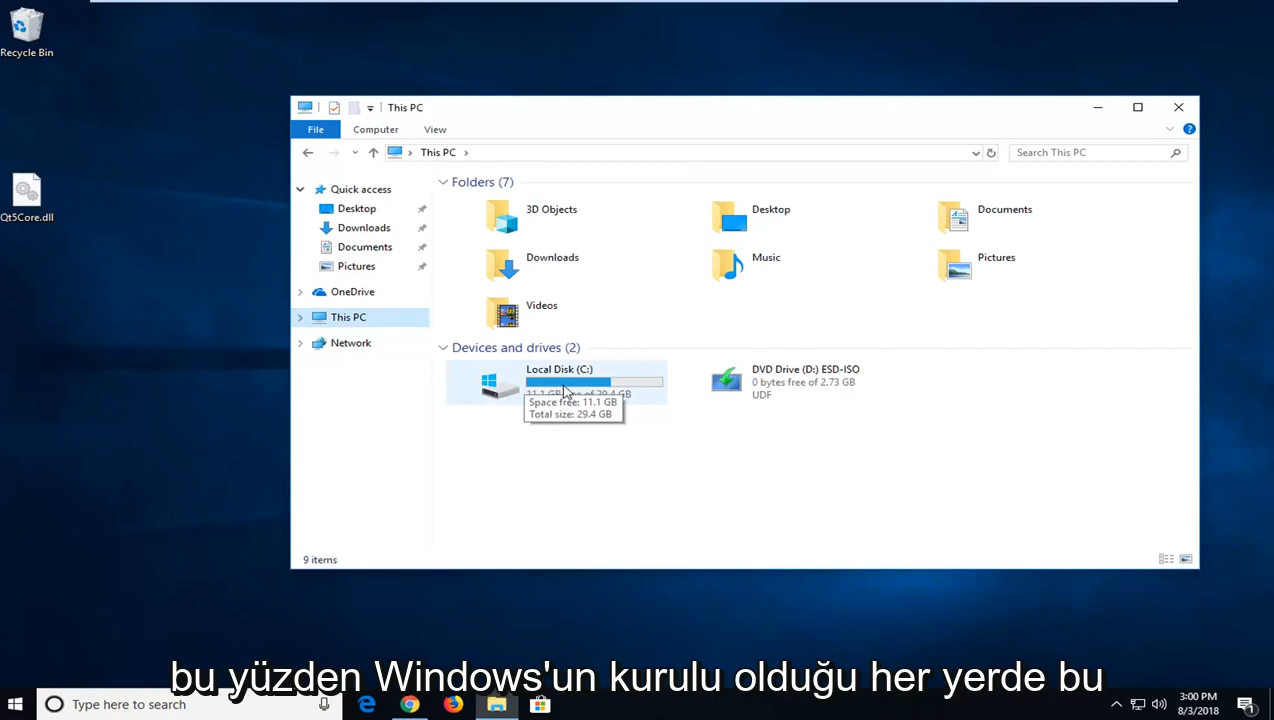 Recycle Bin
Qt5Core.dll
This PC
File
Computer
View
This PC
Search This PC
Quick access
Desktop
Downloads
Documents
Pictures
OneDrive
This PC
Network
Folders (7)
3D Objects
Desktop
Documents
Downloads
Music
Pictures
Videos
Devices and drives (2)
Local Disk (C:)
11.1 GB free of 29.4 GB
Space free: 11.1 GB
Total size: 29.4 GB
DVD Drive (D:) ESD-ISO
0 bytes free of 2.73 GB
UDF
9 items
bu yüzden Windows'un kurulu olduğu her yerde bu
Type here to search
3:00 PM
8/3/2018
1